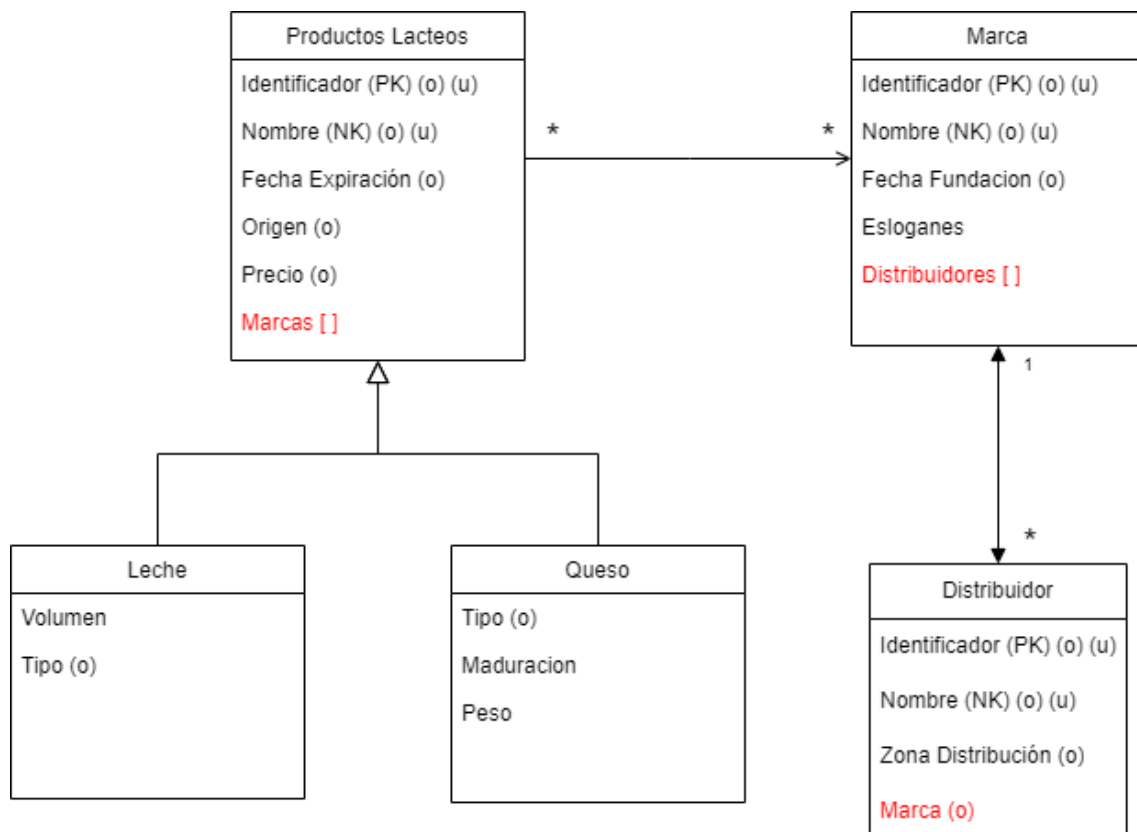 Productos Lacteos
Identificador (PK) (o) (u)
Nombre (NK) (o) (u)
Fecha Expiración (o)
Origen (o)
Precio (o)
Marcas [ ]
*
*
Marca
Identificador (PK) (o) (u)
Nombre (NK) (o) (u)
Fecha Fundacion (o)
Esloganes
Distribuidores [ ]
1
*
Leche
Volumen
Tipo (o)
Queso
Tipo (o)
Maduracion
Peso
Distribuidor
Identificador (PK) (o) (u)
Nombre (NK) (o) (u)
Zona Distribución (o)
Marca (o)